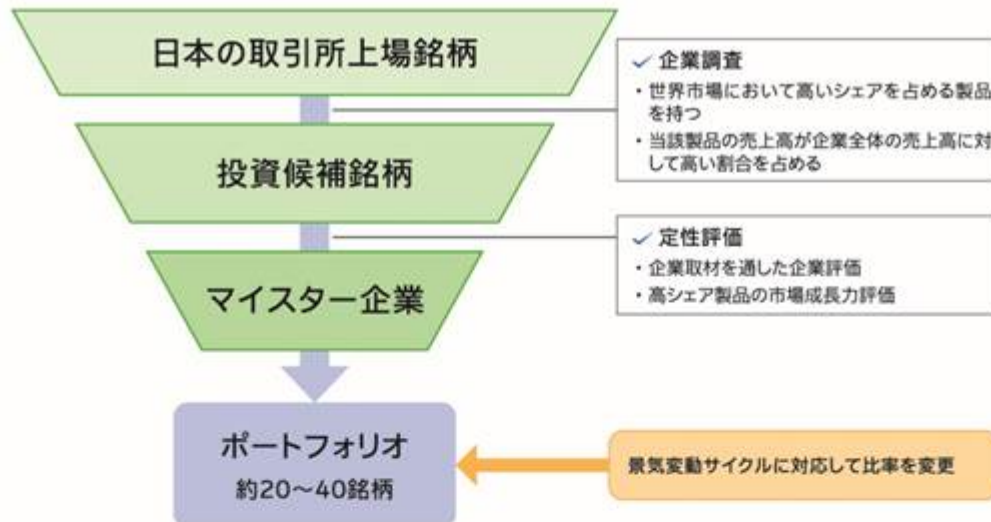 日本の取引所上場銘柄
✓ 企業調査
・世界市場において高いシェアを占める製品
を持つ
・当該製品の売上高が企業全体の売上高に対
して高い割合を占める
投資候補銘柄
✓ 定性評価
・企業取材を通した企業評価
・高シェア製品の市場成長力評価
マイスター企業
ポートフォリオ
約20～40銘柄
景気変動サイクルに対応して比率を変更